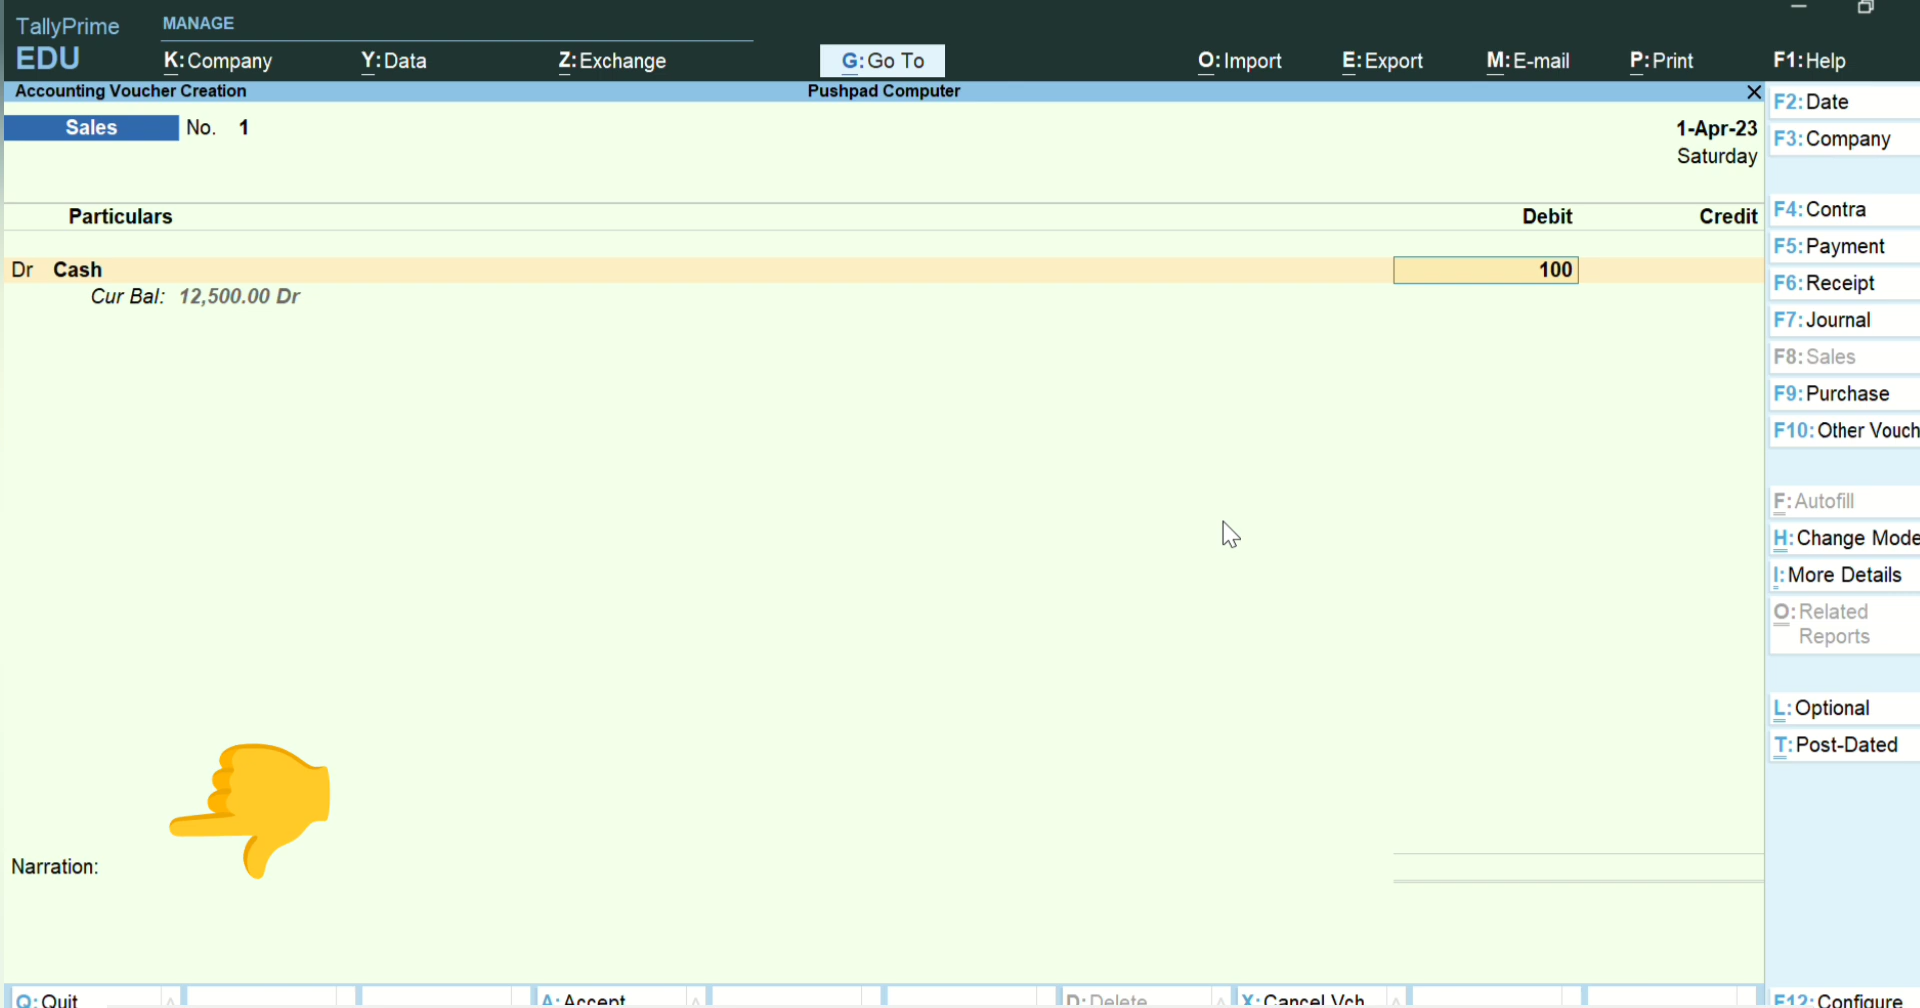 TallyPrime
EDU
MANAGE
K: Company
Y: Data
Z: Exchange
G: Go To
O: Import
E: Export
M: E-mail
P: Print
F1: Help
Accounting Voucher Creation
Pushpad Computer
Sales No. 1
1-Apr-23
Saturday
Particulars Debit Credit
Dr Cash 100
Cur Bal: 12,500.00 Dr
Narration:
F2: Date
F3: Company
F4: Contra
F5: Payment
F6: Receipt
F7: Journal
F8: Sales
F9: Purchase
F10: Other Vouch
F: Autofill
H: Change Mode
I: More Details
O: Related
Reports
L: Optional
T: Post-Dated
F12: Configure
Q: Quit
A: Accept
D: Delete
X: Cancel Vch